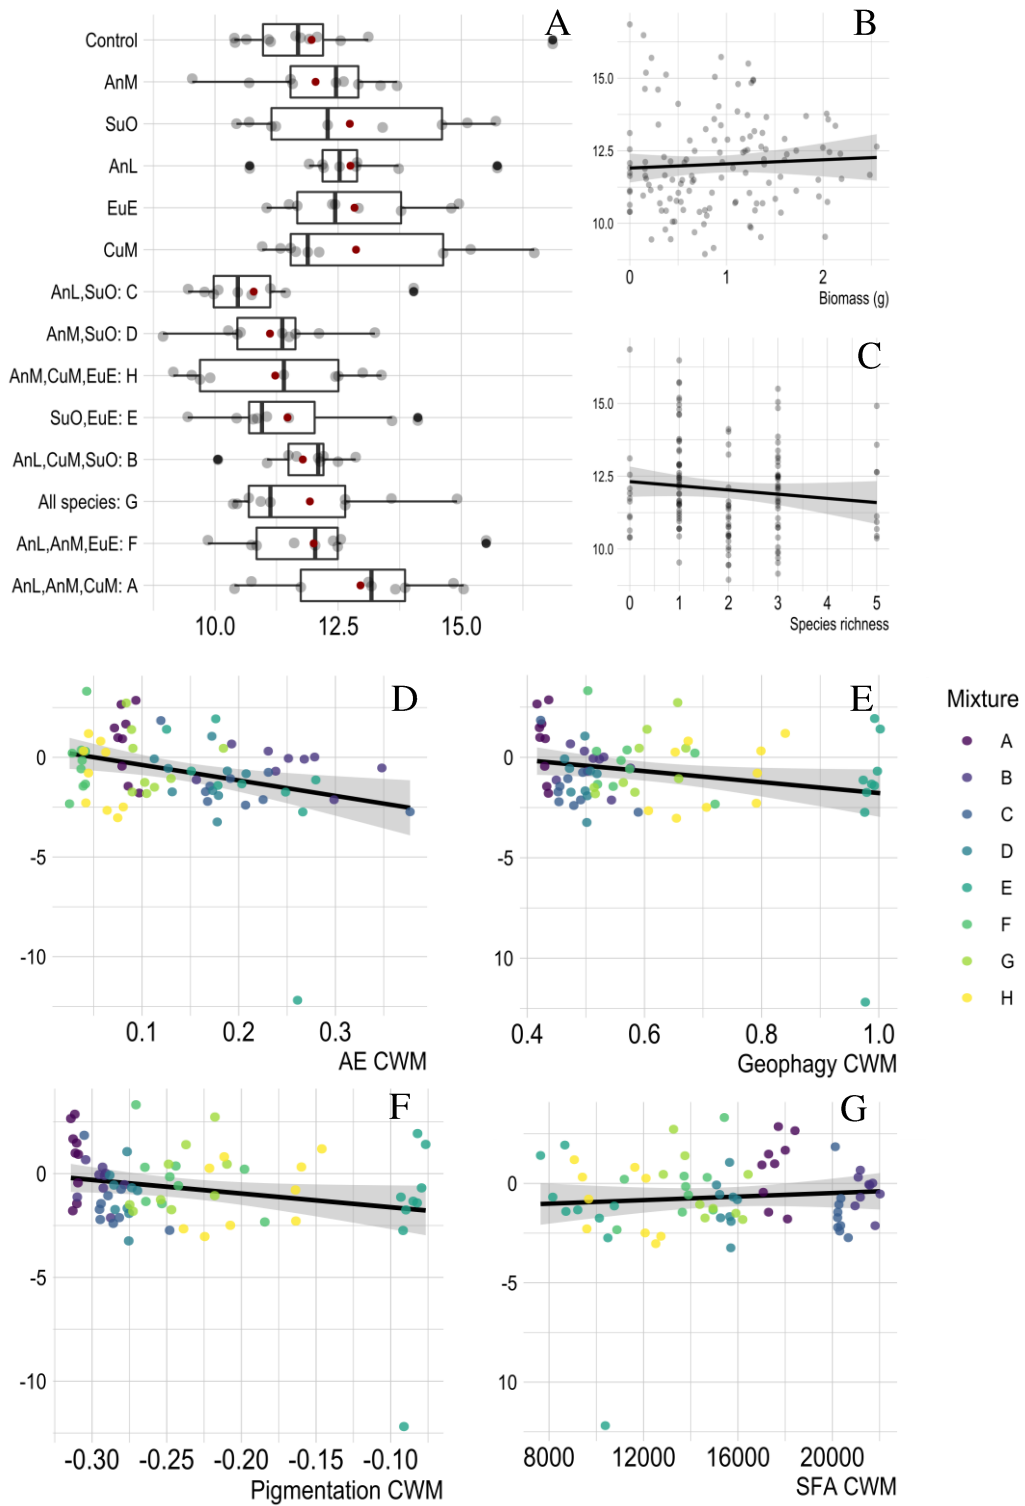 A
Control
AnM
SuO
AnL
EuE
CuM
AnL,SuO: C
AnM,SuO: D
AnM,CuM,EuE: H
SuO,EuE: E
AnL,CuM,SuO: B
All species: G
AnL,AnM,EuE: F
AnL,AnM,CuM: A
10.0 12.5 15.0
B
15.0
12.5
10.0
0 1 2
Biomass (g)
C
15.0
12.5
10.0
0 1 2 3 4 5
Species richness
D
0
-5
-10
0.1 0.2 0.3
AE CWM
E
0
-5
10
0.4 0.6 0.8 1.0
Geophagy CWM
Mixture
A
B
C
D
E
F
G
H
F
0
-5
-10
-0.30 -0.25 -0.20 -0.15 -0.10
Pigmentation CWM
G
0
-5
10
8000 12000 16000 20000
SFA CWM